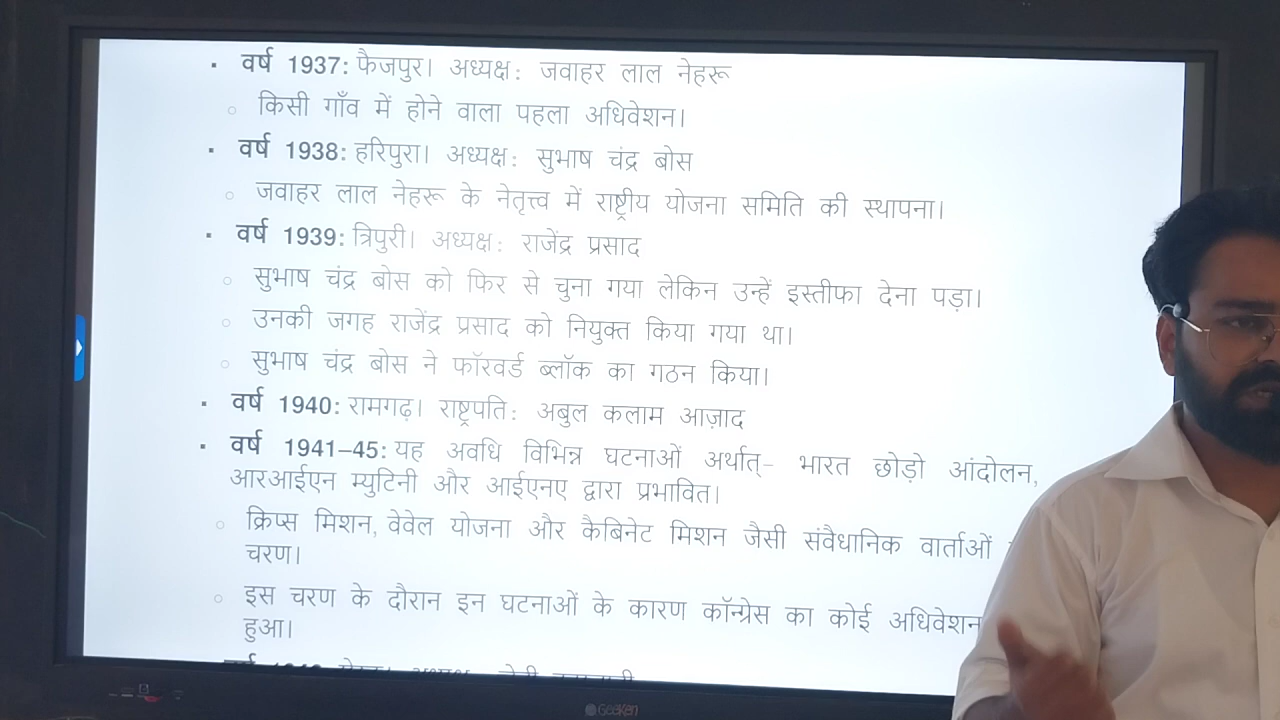 ▪ वर्ष 1937: फैजपुर। अध्यक्ष: जवाहर लाल नेहरू
○ किसी गाँव में होने वाला पहला अधिवेशन।
▪ वर्ष 1938: हरिपुरा। अध्यक्ष: सुभाष चंद्र बोस
○ जवाहर लाल नेहरू के नेतृत्त्व में राष्ट्रीय योजना समिति की स्थापना।
▪ वर्ष 1939: त्रिपुरी। अध्यक्ष: राजेंद्र प्रसाद
○ सुभाष चंद्र बोस को फिर से चुना गया लेकिन उन्हें इस्तीफा देना पड़ा।
○ उनकी जगह राजेंद्र प्रसाद को नियुक्त किया गया था।
○ सुभाष चंद्र बोस ने फॉरवर्ड ब्लॉक का गठन किया।
▪ वर्ष 1940: रामगढ़। राष्ट्रपति: अबुल कलाम आज़ाद
▪ वर्ष 1941–45: यह अवधि विभिन्न घटनाओं अर्थात्- भारत छोड़ो आंदोलन,
आरआईएन म्युटिनी और आईएनए द्वारा प्रभावित।
○ क्रिप्स मिशन, वेवेल योजना और कैबिनेट मिशन जैसी संवैधानिक वार्ताओं
चरण।
○ इस चरण के दौरान इन घटनाओं के कारण कॉन्ग्रेस का कोई अधिवेशन
हुआ।
Geeken